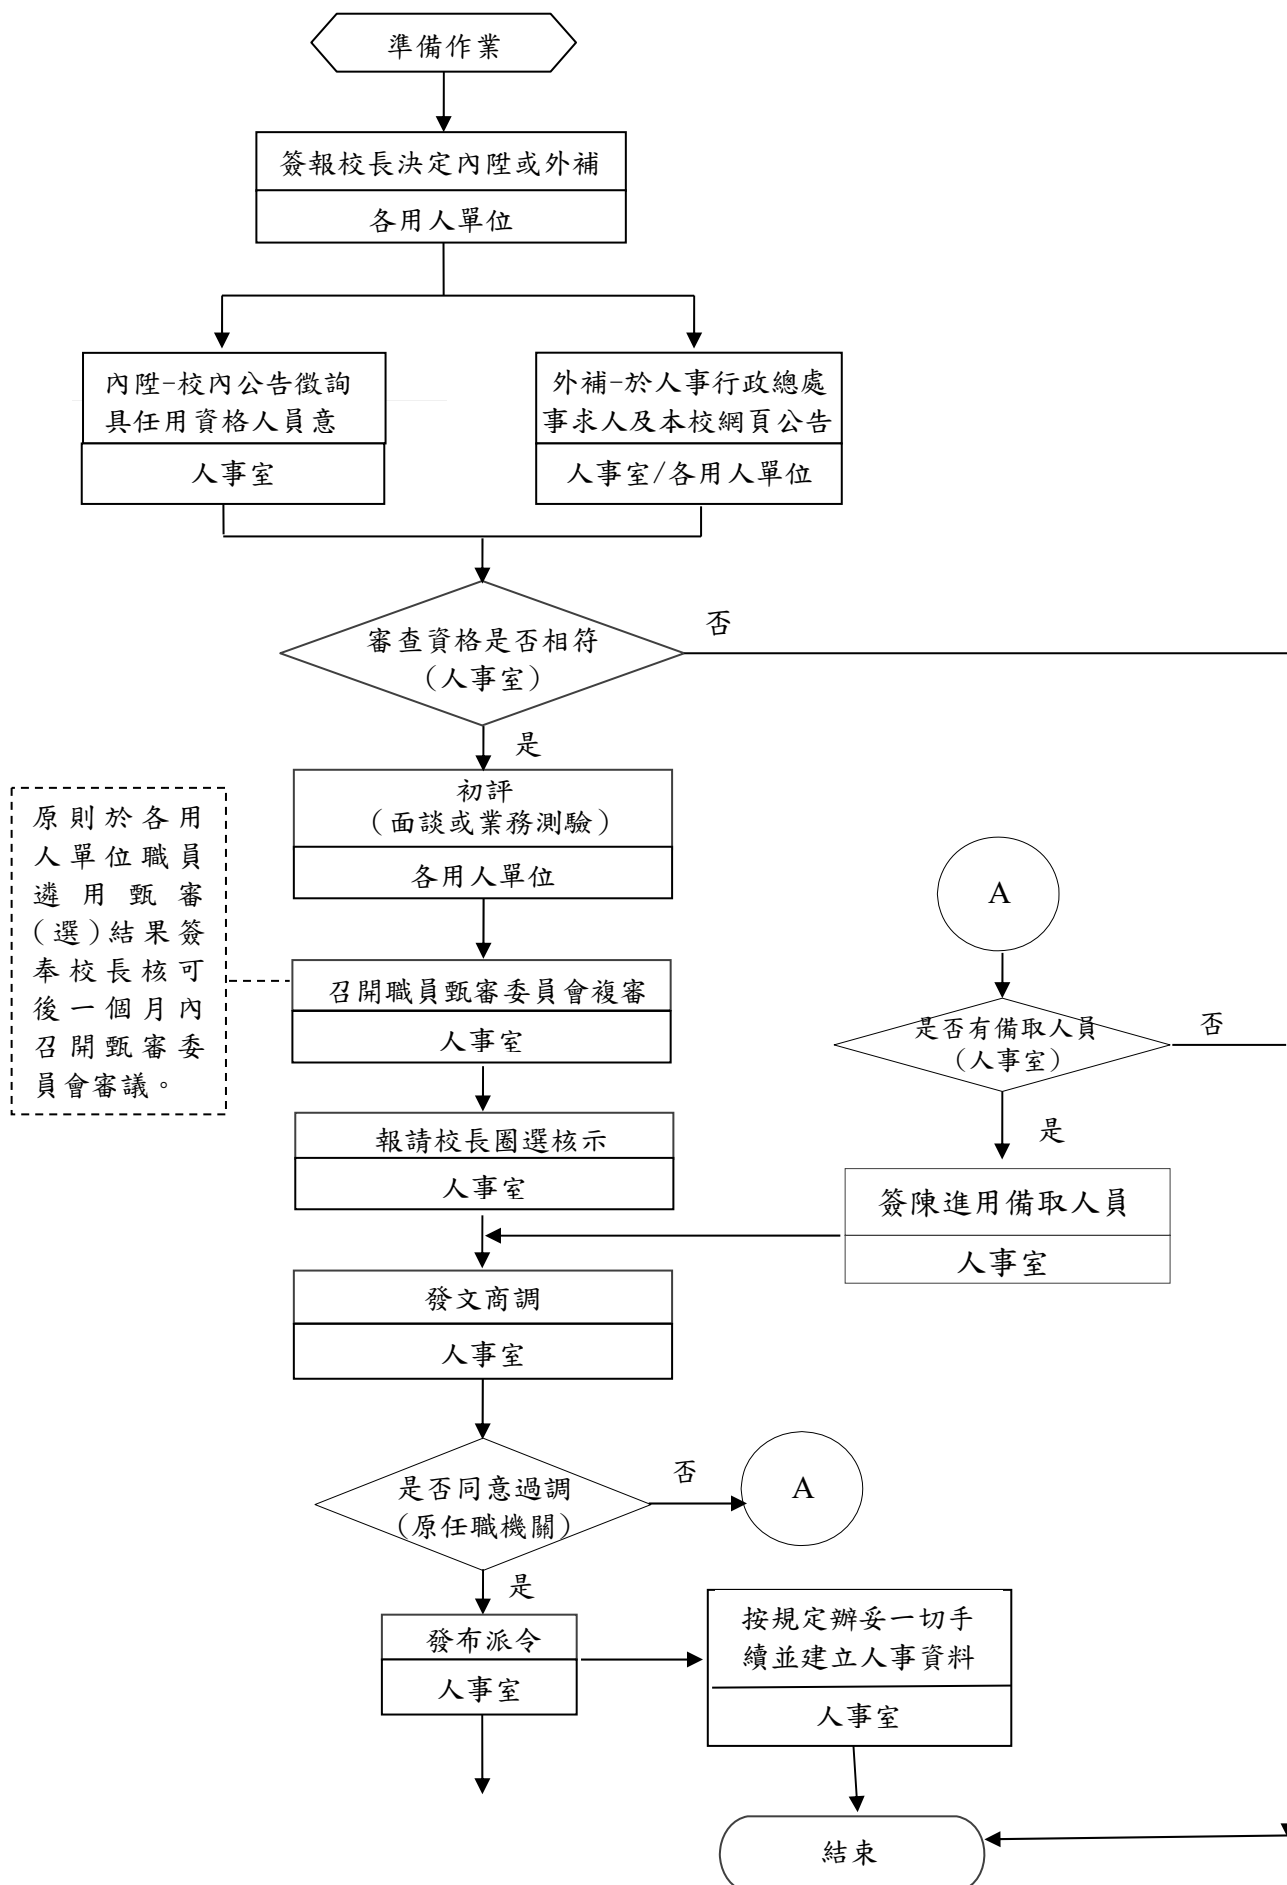 準備作業
簽報校長決定內陞或外補
各用人單位
內陞-校內公告徵詢
具任用資格人員意
人事室
外補-於人事行政總處
事求人及本校網頁公告
人事室/各用人單位
審查資格是否相符
(人事室)
否
是
初評
(面談或業務測驗)
各用人單位
原則於各用
人單位職員
遴用甄審
(選)結果簽
奉校長核可
後一個月內
召開甄審委
員會審議。
召開職員甄審委員會複審
人事室
報請校長圈選核示
人事室
A
是否有備取人員
(人事室)
否
是
簽陳進用備取人員
人事室
發文商調
人事室
是否同意過調
(原任職機關)
否
A
是
發布派令
人事室
按規定辦妥一切手
續並建立人事資料
人事室
結束